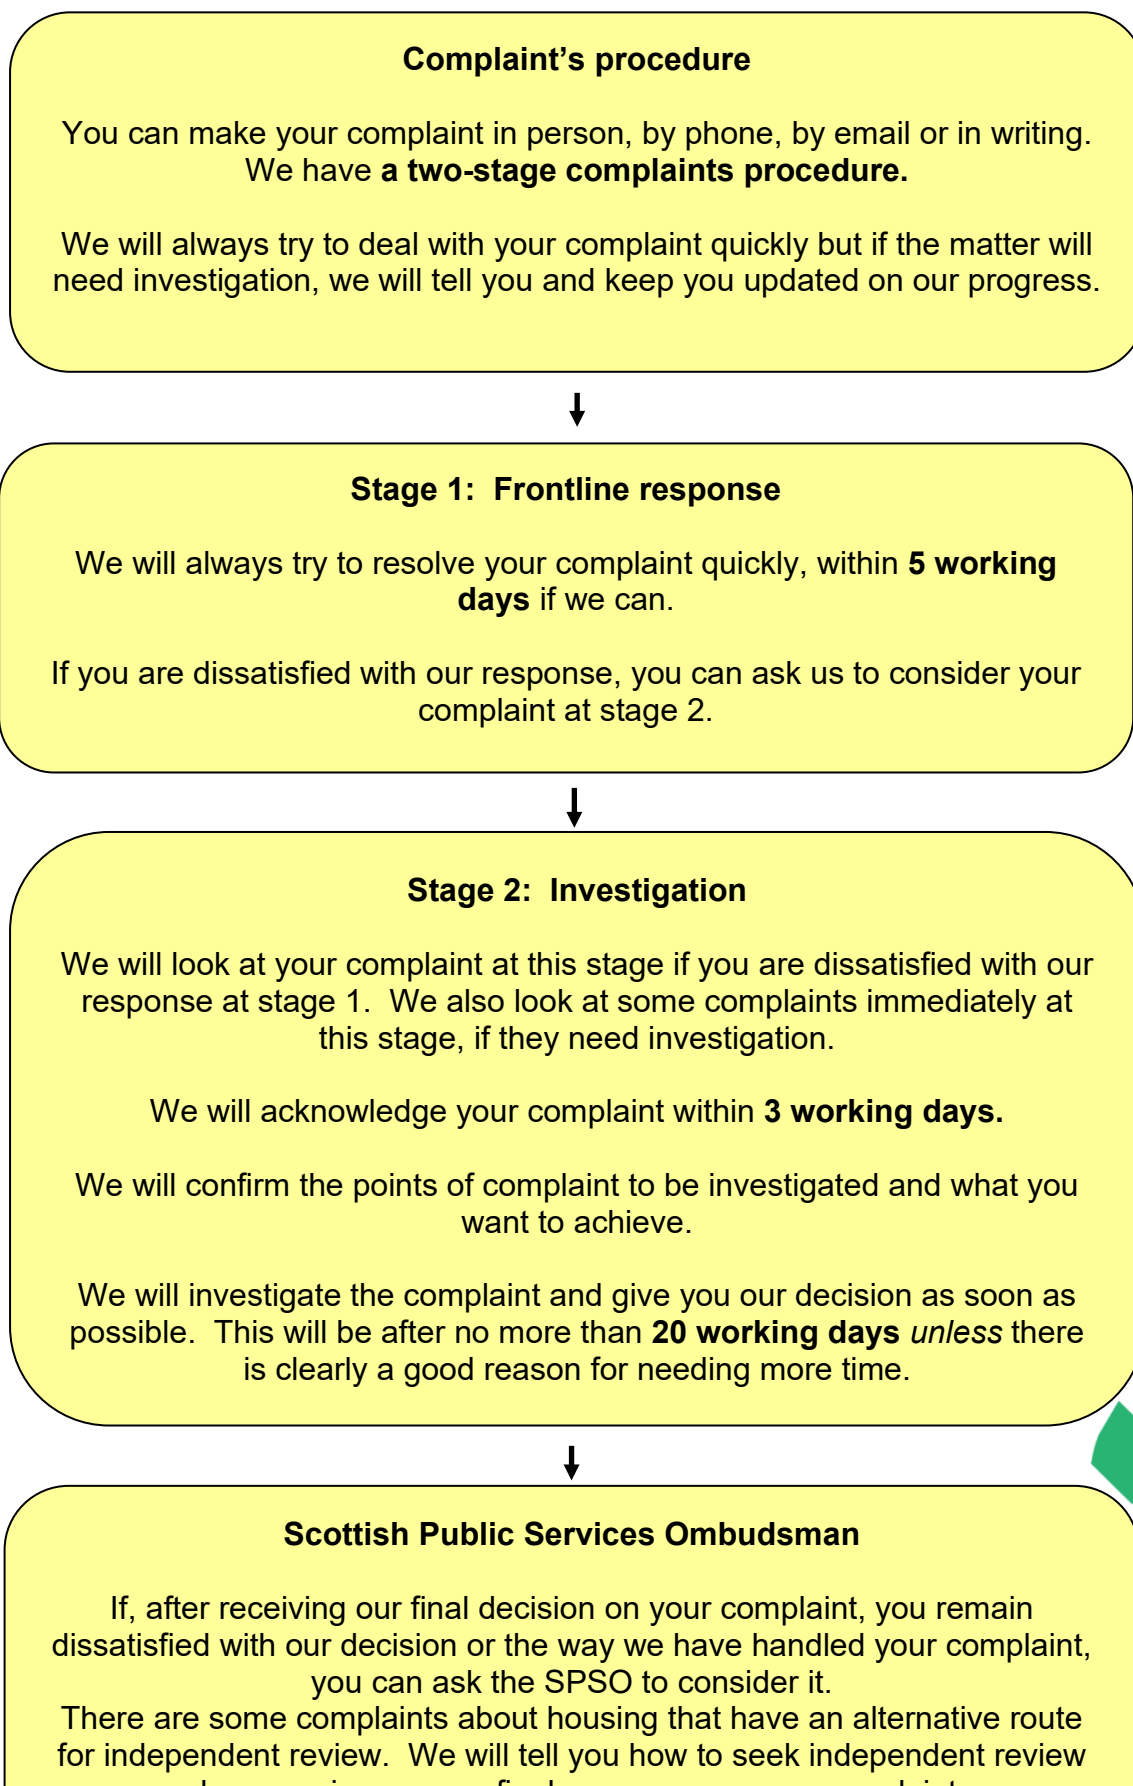 Complaint’s procedure
You can make your complaint in person, by phone, by email or in writing.
We have a two-stage complaints procedure.
We will always try to deal with your complaint quickly but if the matter will
need investigation, we will tell you and keep you updated on our progress.
Stage 1:  Frontline response
We will always try to resolve your complaint quickly, within 5 working
days if we can.
If you are dissatisfied with our response, you can ask us to consider your
complaint at stage 2.
Stage 2:  Investigation
We will look at your complaint at this stage if you are dissatisfied with our
response at stage 1.  We also look at some complaints immediately at
this stage, if they need investigation.
We will acknowledge your complaint within 3 working days.
We will confirm the points of complaint to be investigated and what you
want to achieve.
We will investigate the complaint and give you our decision as soon as
possible.  This will be after no more than 20 working days unless there
is clearly a good reason for needing more time.
Scottish Public Services Ombudsman
If, after receiving our final decision on your complaint, you remain
dissatisfied with our decision or the way we have handled your complaint,
you can ask the SPSO to consider it.
There are some complaints about housing that have an alternative route
for independent review.  We will tell you how to seek independent review